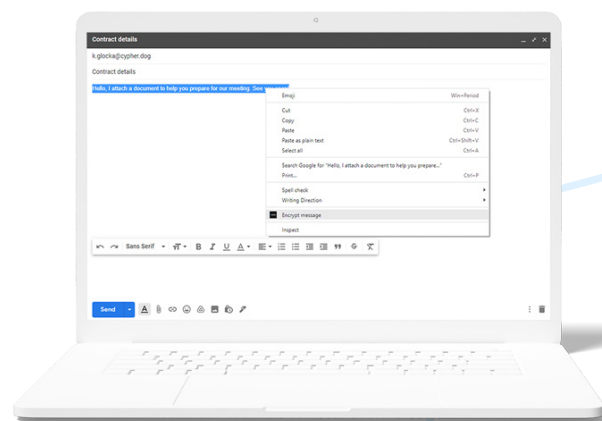 Contract details
k.glocka@cypher.dog
Contract details
Hello, I attach a document to help you prepare for our meeting. See
Emoji Win+Period
Cut Ctrl+X
Copy Ctrl+C
Paste Ctrl+V
Paste as plain text Ctrl+Shift+V
Select all Ctrl+A
Search Google for "Hello, I attach a document to help you prepare..."
Print... Ctrl+P
Spell check
Writing Direction
Encrypt message
Inspect
Sans Serif
Send